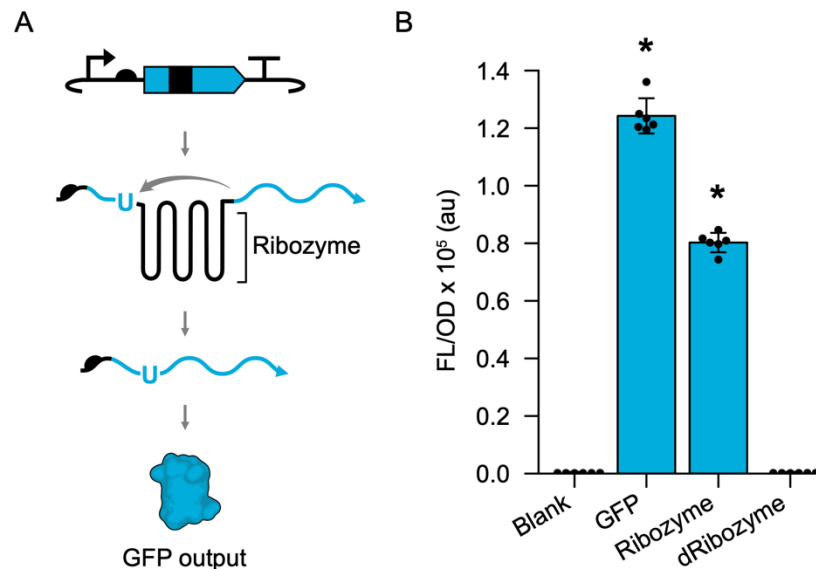 A
U
Ribozyme
U
GFP output
B
* 
*
FL/OD x 10⁵ (au)
1.4
1.2
1.0
0.8
0.6
0.4
0.2
0.0
Blank
GFP
Ribozyme
dRibozyme